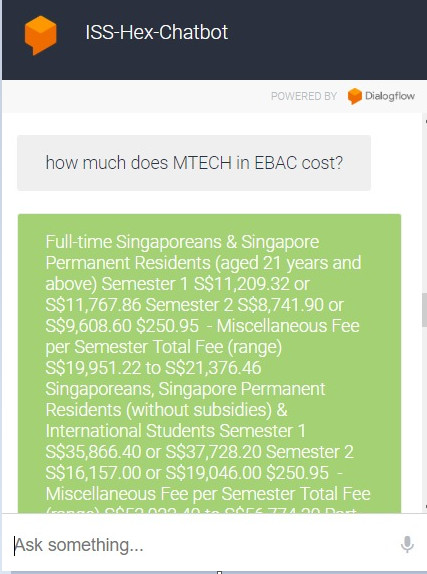 ISS-Hex-Chatbot
POWERED BY Dialogflow
how much does MTECH in EBAC cost?
Full-time Singaporeans & Singapore
Permanent Residents (aged 21 years and
above) Semester 1 S$11,209.32 or
S$11,767.86 Semester 2 S$8,741.90 or
S$9,608.60 $250.95 - Miscellaneous Fee
per Semester Total Fee (range)
S$19,951.22 to S$21,376.46
Singaporeans, Singapore Permanent
Residents (without subsidies) &
International Students Semester 1
S$35,866.40 or S$37,728.20 Semester 2
S$16,157.00 or S$19,046.00 $250.95 -
Miscellaneous Fee per Semester Total Fee
Ask something...